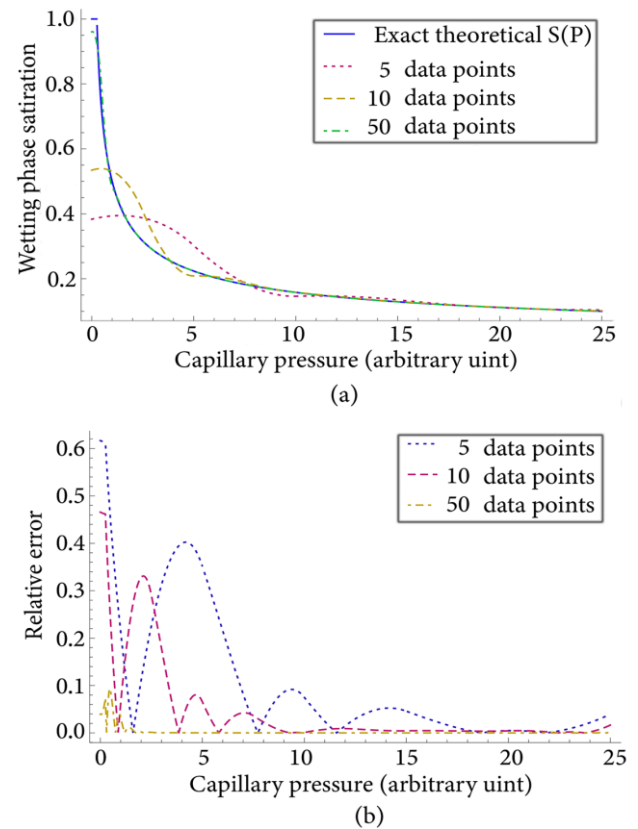 1.0
0.8
0.6
0.4
0.2
Wetting phase satiration
Exact theoretical S(P)
5 data points
10 data points
50 data points
0 5 10 15 20 25
Capillary pressure (arbitrary uint)
(a)
0.6
0.5
0.4
0.3
0.2
0.1
0.0
Relative error
5 data points
10 data points
50 data points
0 5 10 15 20 25
Capillary pressure (arbitrary uint)
(b)